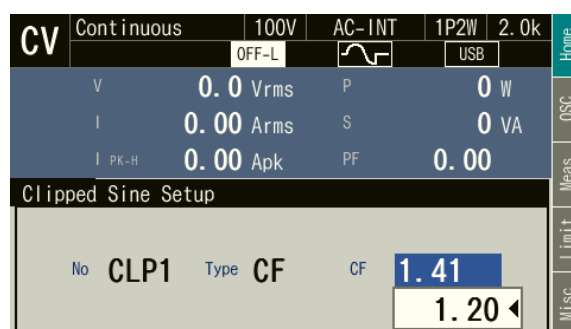 CV Continuous 100V AC-INT 1P2W 2.0k
OFF-L USB
V 0.0 Vrms P 0 W
I 0.00 Arms S 0 VA
I PK-H 0.00 Apk PF 0.00
Clipped Sine Setup
No CLP1 Type CF CF 1.41
1.20
Home
OSC
Meas
Limit
Misc